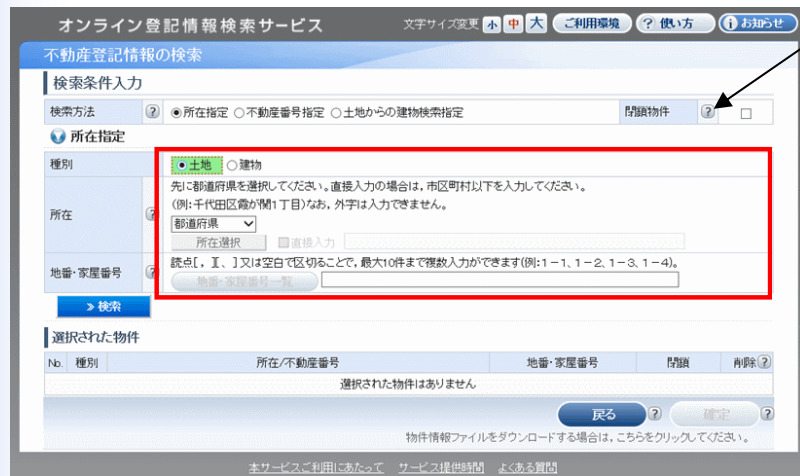 オンライン登記情報検索サービス 文字サイズ変更 小 中 大 ご利用環境 ? 使い方 i お知らせ
不動産登記情報の検索
検索条件入力
検索方法 ? 所在指定 不動産番号指定 土地からの建物検索指定 閉鎖物件 ?
所在指定
種別 土地 建物
先に都道府県を選択してください。直接入力の場合は，市区町村以下を入力してください。
(例:千代田区霞が関1丁目)なお，外字は入力できません。
所在 ? 都道府県
所在選択 直接入力
読点[，][、]又は空白で区切ることで，最大10件まで複数入力ができます(例:1－1、1－2、1－3、1－4)。
地番・家屋番号 ? 地番・家屋番号一覧
≫検索
選択された物件
No. 種別 所在/不動産番号 地番・家屋番号 閉鎖 削除 ?
選択された物件はありません
戻る ? 確定 ?
物件情報ファイルをダウンロードする場合は，こちらをクリックしてください。
本サービスご利用にあたって サービス提供時間 よくある質問